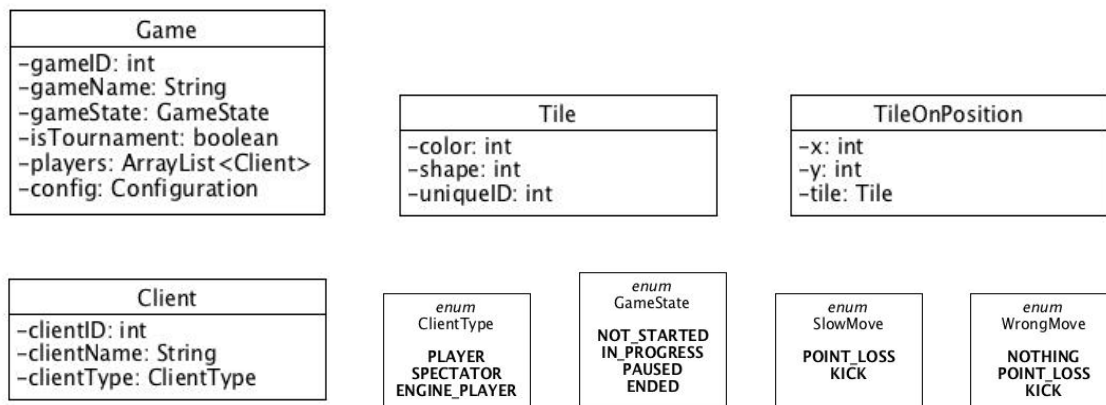 Game
-gameID: int
-gameName: String
-gameState: GameState
-isTournament: boolean
-players: ArrayList<Client>
-config: Configuration
Tile
-color: int
-shape: int
-uniqueID: int
TileOnPosition
-x: int
-y: int
-tile: Tile
Client
-clientID: int
-clientName: String
-clientType: ClientType
enum
ClientType
PLAYER
SPECTATOR
ENGINE_PLAYER
enum
GameState
NOT_STARTED
IN_PROGRESS
PAUSED
ENDED
enum
SlowMove
POINT_LOSS
KICK
enum
WrongMove
NOTHING
POINT_LOSS
KICK